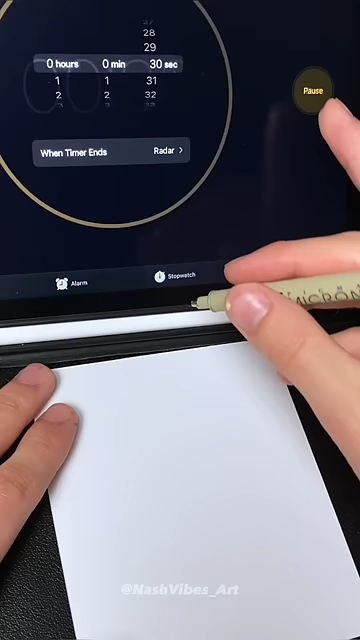 28
29
0 hours 0 min 30 sec
1 1 31
2 2 32
When Timer Ends Radar >
Pause
Alarm
Stopwatch
MICRON
@NashVibes_Art